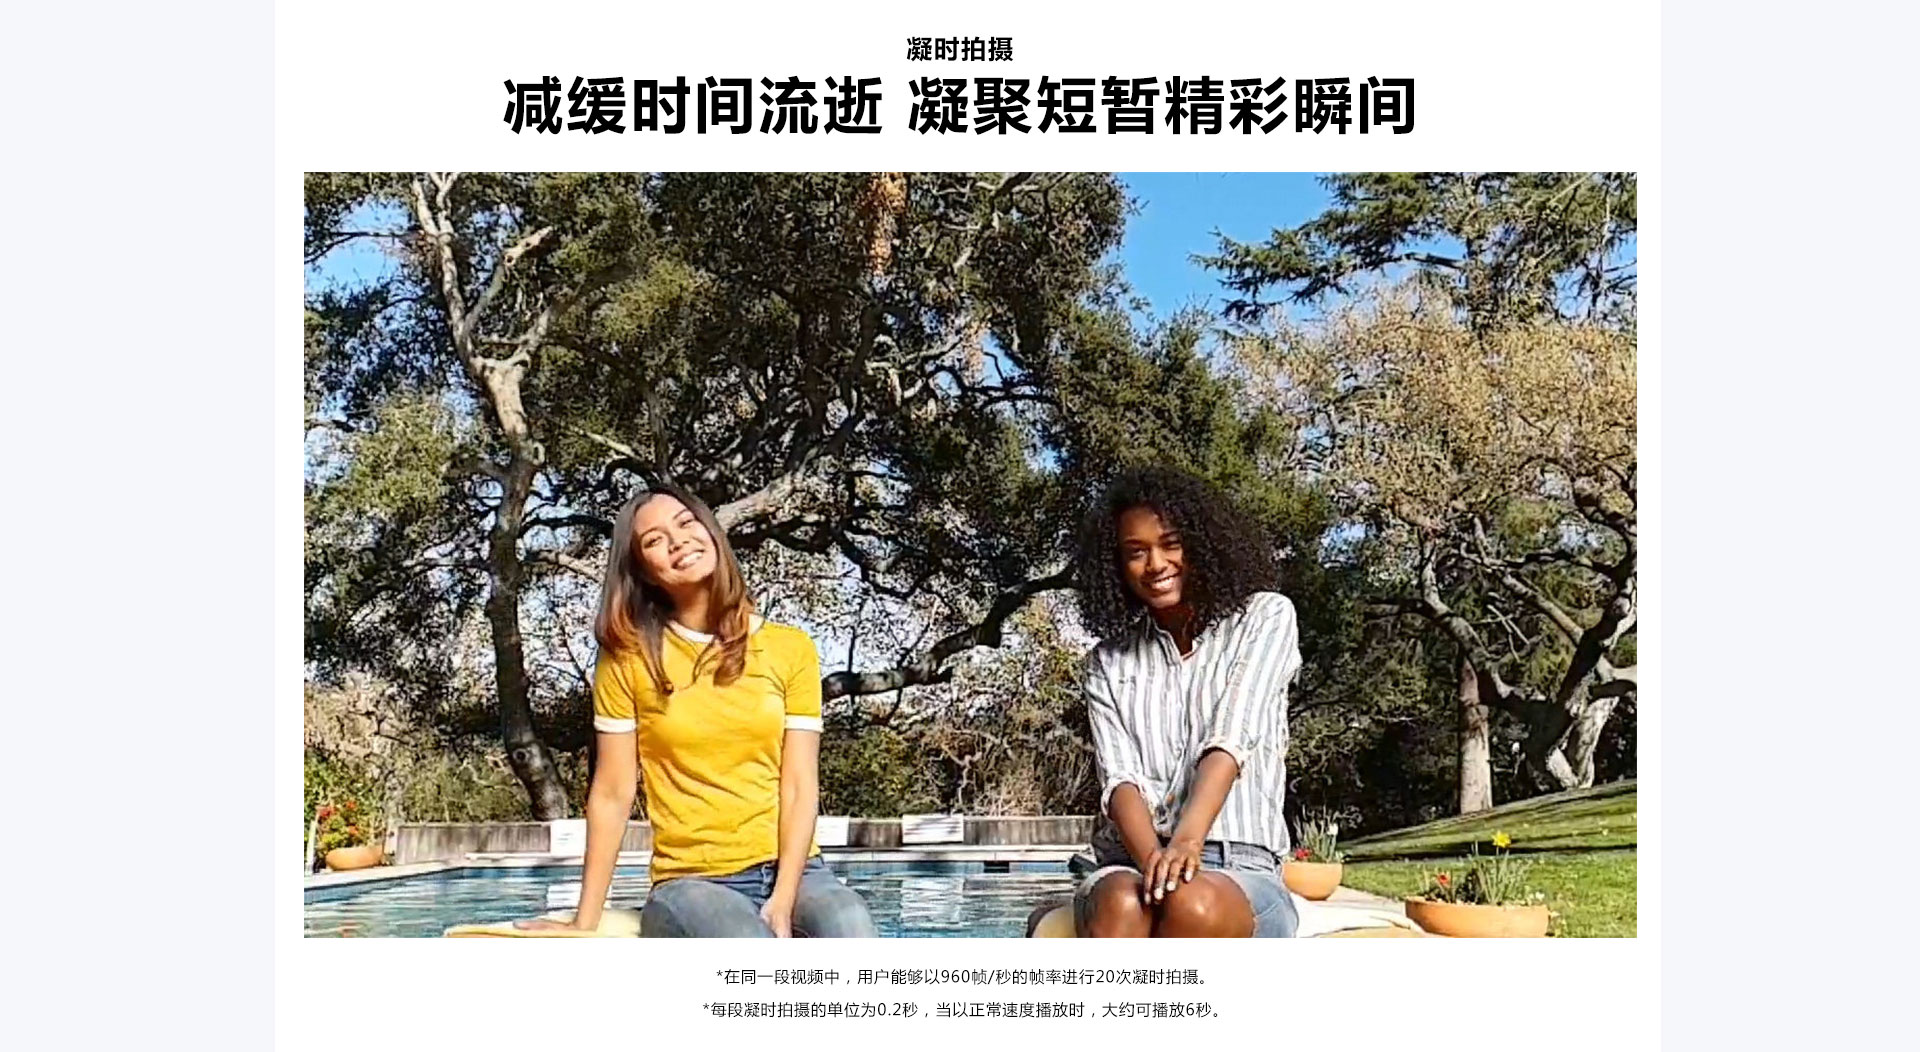 凝时拍摄
减缓时间流逝 凝聚短暂精彩瞬间
*在同一段视频中，用户能够以960帧/秒的帧率进行20次凝时拍摄。
*每段凝时拍摄的单位为0.2秒，当以正常速度播放时，大约可播放6秒。